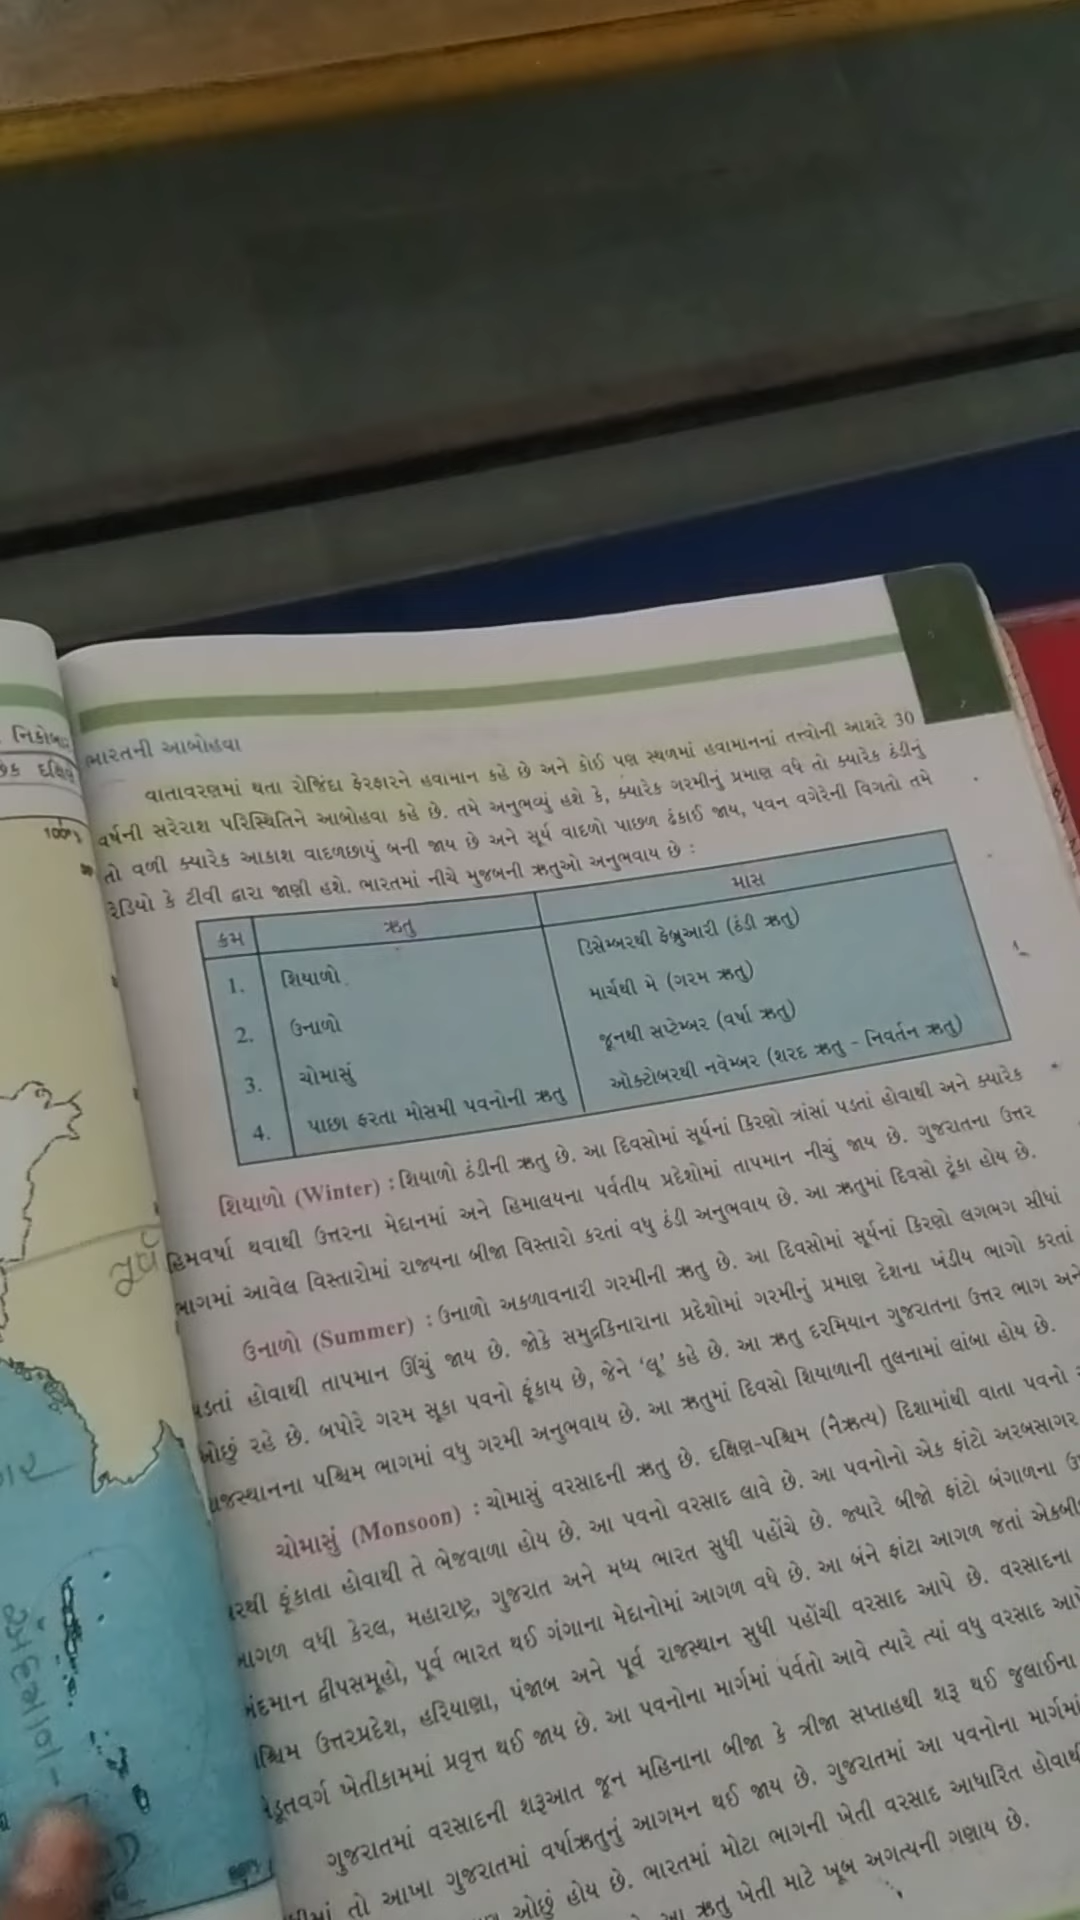 નિકોબાર
છેક દક્ષિણ
100
ભારતની આબોહવા
વાતાવરણમાં થતા રોજિંદા ફેરફારને હવામાન કહે છે અને કોઈ પણ સ્થળમાં હવામાનનાં તત્ત્વોની આશરે 30
વર્ષની સરેરાશ પરિસ્થિતિને આબોહવા કહે છે. તમે અનુભવ્યું હશે કે, ક્યારેક ગરમીનું પ્રમાણ વધે તો ક્યારેક ઠંડીનું
તો વળી ક્યારેક આકાશ વાદળછાયું બની જાય છે અને સૂર્ય વાદળો પાછળ ઢંકાઈ જાય, પવન વગેરેની વિગતો તમે
રેડિયો કે ટીવી દ્વારા જાણી હશે. ભારતમાં નીચે મુજબની ઋતુઓ અનુભવાય છે :
ક્રમ ઋતુ માસ
1. શિયાળો ડિસેમ્બરથી ફેબ્રુઆરી (ઠંડી ઋતુ)
2. ઉનાળો માર્ચથી મે (ગરમ ઋતુ)
3. ચોમાસું જૂનથી સપ્ટેમ્બર (વર્ષા ઋતુ)
4. પાછા ફરતા મોસમી પવનોની ઋતુ ઑક્ટોબરથી નવેમ્બર (શરદ ઋતુ - નિવર્તન ઋતુ)
શિયાળો (Winter) : શિયાળો ઠંડીની ઋતુ છે. આ દિવસોમાં સૂર્યનાં કિરણો ત્રાંસાં પડતાં હોવાથી અને ક્યારેક
હિમવર્ષા થવાથી ઉત્તરના મેદાનમાં અને હિમાલયના પર્વતીય પ્રદેશોમાં તાપમાન નીચું જાય છે. ગુજરાતના ઉત્તર
ભાગમાં આવેલ વિસ્તારોમાં રાજ્યના બીજા વિસ્તારો કરતાં વધુ ઠંડી અનુભવાય છે. આ ઋતુમાં દિવસો ટૂંકા હોય છે.
ઉનાળો (Summer) : ઉનાળો અકળાવનારી ગરમીની ઋતુ છે. આ દિવસોમાં સૂર્યનાં કિરણો લગભગ સીધાં
પડતાં હોવાથી તાપમાન ઊંચું જાય છે. જોકે સમુદ્રકિનારાના પ્રદેશોમાં ગરમીનું પ્રમાણ દેશના ખંડીય ભાગો કરતાં
ઓછું રહે છે. બપોરે ગરમ સૂકા પવનો ફૂંકાય છે, જેને ‘લૂ’ કહે છે. આ ઋતુ દરમિયાન ગુજરાતના ઉત્તર ભાગ અને
રાજસ્થાનના પશ્ચિમ ભાગમાં વધુ ગરમી અનુભવાય છે. આ ઋતુમાં દિવસો શિયાળાની તુલનામાં લાંબા હોય છે.
ચોમાસું (Monsoon) : ચોમાસું વરસાદની ઋતુ છે. દક્ષિણ-પશ્ચિમ (નૈઋત્ય) દિશામાંથી વાતા પવનો
પરથી ફૂંકાતા હોવાથી તે ભેજવાળા હોય છે. આ પવનો વરસાદ લાવે છે. આ પવનોનો એક ફાંટો અરબસાગર
આગળ વધી કેરલ, મહારાષ્ટ્ર, ગુજરાત અને મધ્ય ભારત સુધી પહોંચે છે. જ્યારે બીજો ફાંટો બંગાળના
અંદમાન દ્વીપસમૂહો, પૂર્વ ભારત થઈ ગંગાના મેદાનોમાં આગળ વધે છે. આ બંને ફાંટા આગળ જતાં
પશ્ચિમ ઉત્તરપ્રદેશ, હરિયાણા, પંજાબ અને પૂર્વ રાજસ્થાન સુધી પહોંચી વરસાદ આપે છે. વરસાદના
ખેડૂતવર્ગ ખેતીકામમાં પ્રવૃત્ત થઈ જાય છે. આ પવનોના માર્ગમાં પર્વતો આવે ત્યારે ત્યાં વધુ વરસાદ
ગુજરાતમાં વરસાદની શરૂઆત જૂન મહિનાના બીજા કે ત્રીજા સપ્તાહથી શરૂ થઈ જુલાઈના
તો આખા ગુજરાતમાં વર્ષાઋતુનું આગમન થઈ જાય છે. ગુજરાતમાં આ પવનોના માર્ગમાં
ઓછું હોય છે. ભારતમાં મોટા ભાગની ખેતી વરસાદ આધારિત હોવાથી
આ ઋતુ ખેતી માટે ખૂબ અગત્યની ગણાય છે.